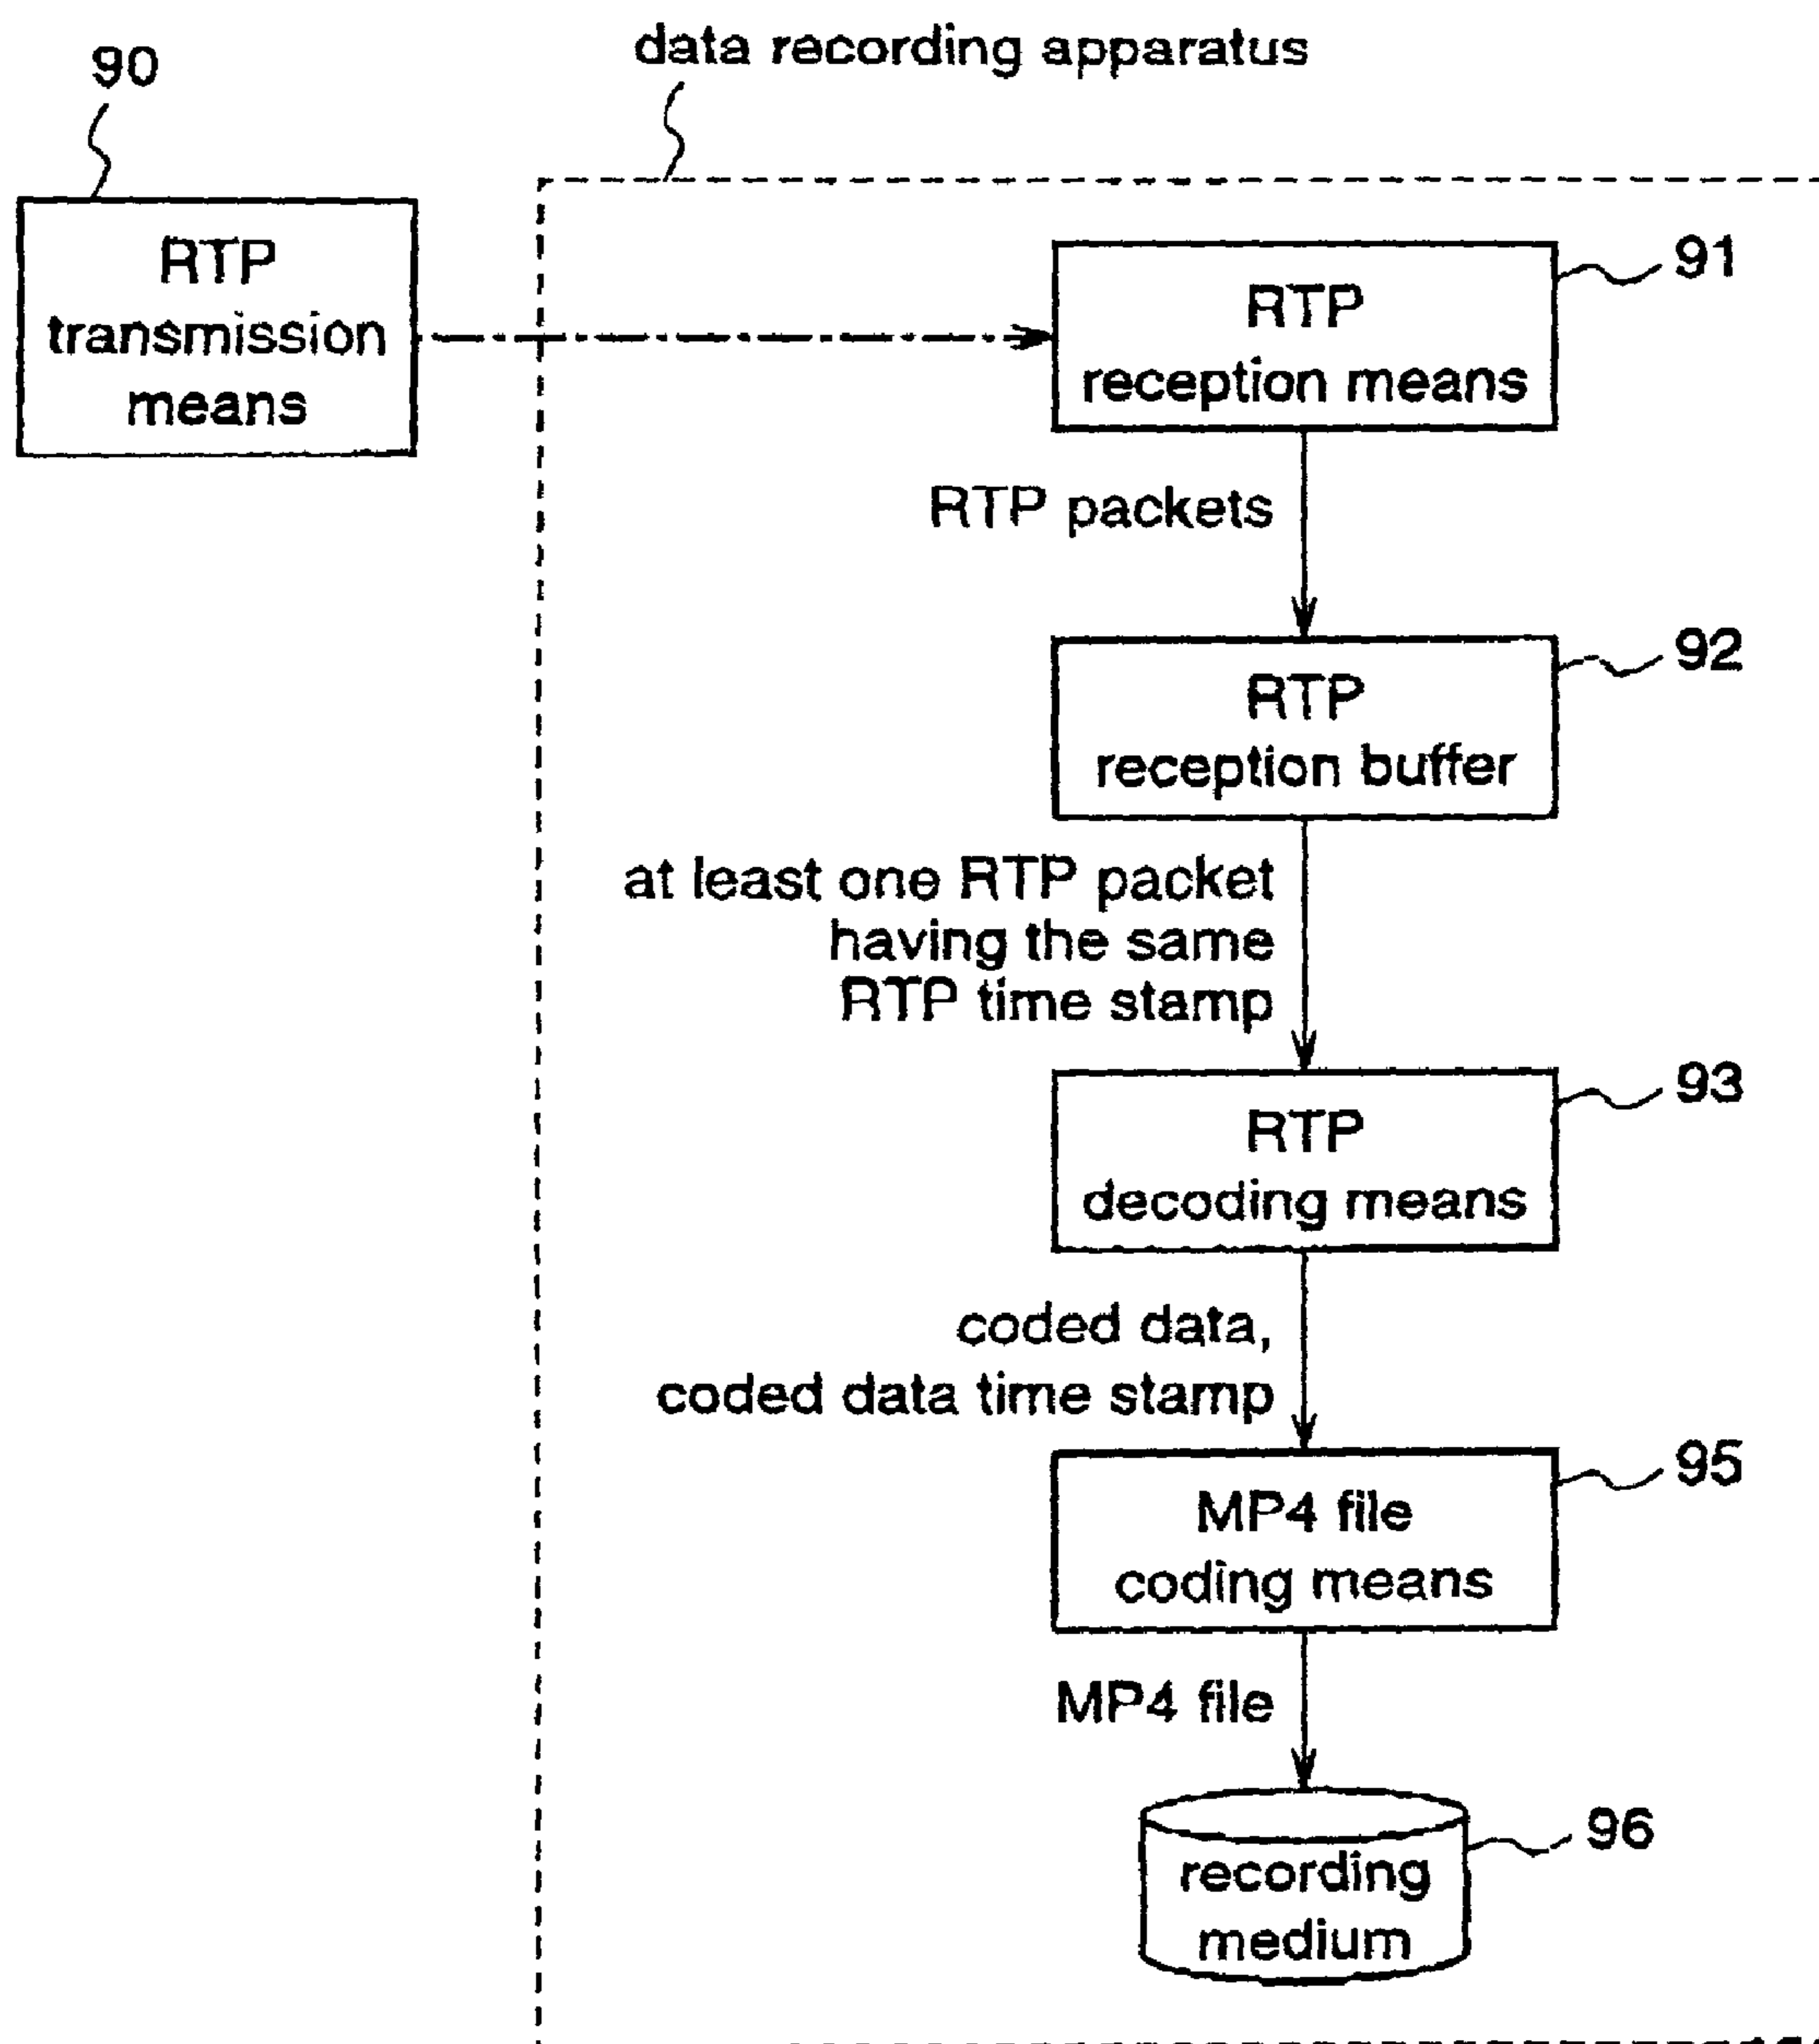 data recording apparatus
90
RTP
transmission
means
91
RTP
reception means
RTP packets
92
RTP
reception buffer
at least one RTP packet
having the same
RTP time stamp
93
RTP
decoding means
coded data,
coded data time stamp
95
MP4 file
coding means
MP4 file
96
recording
medium